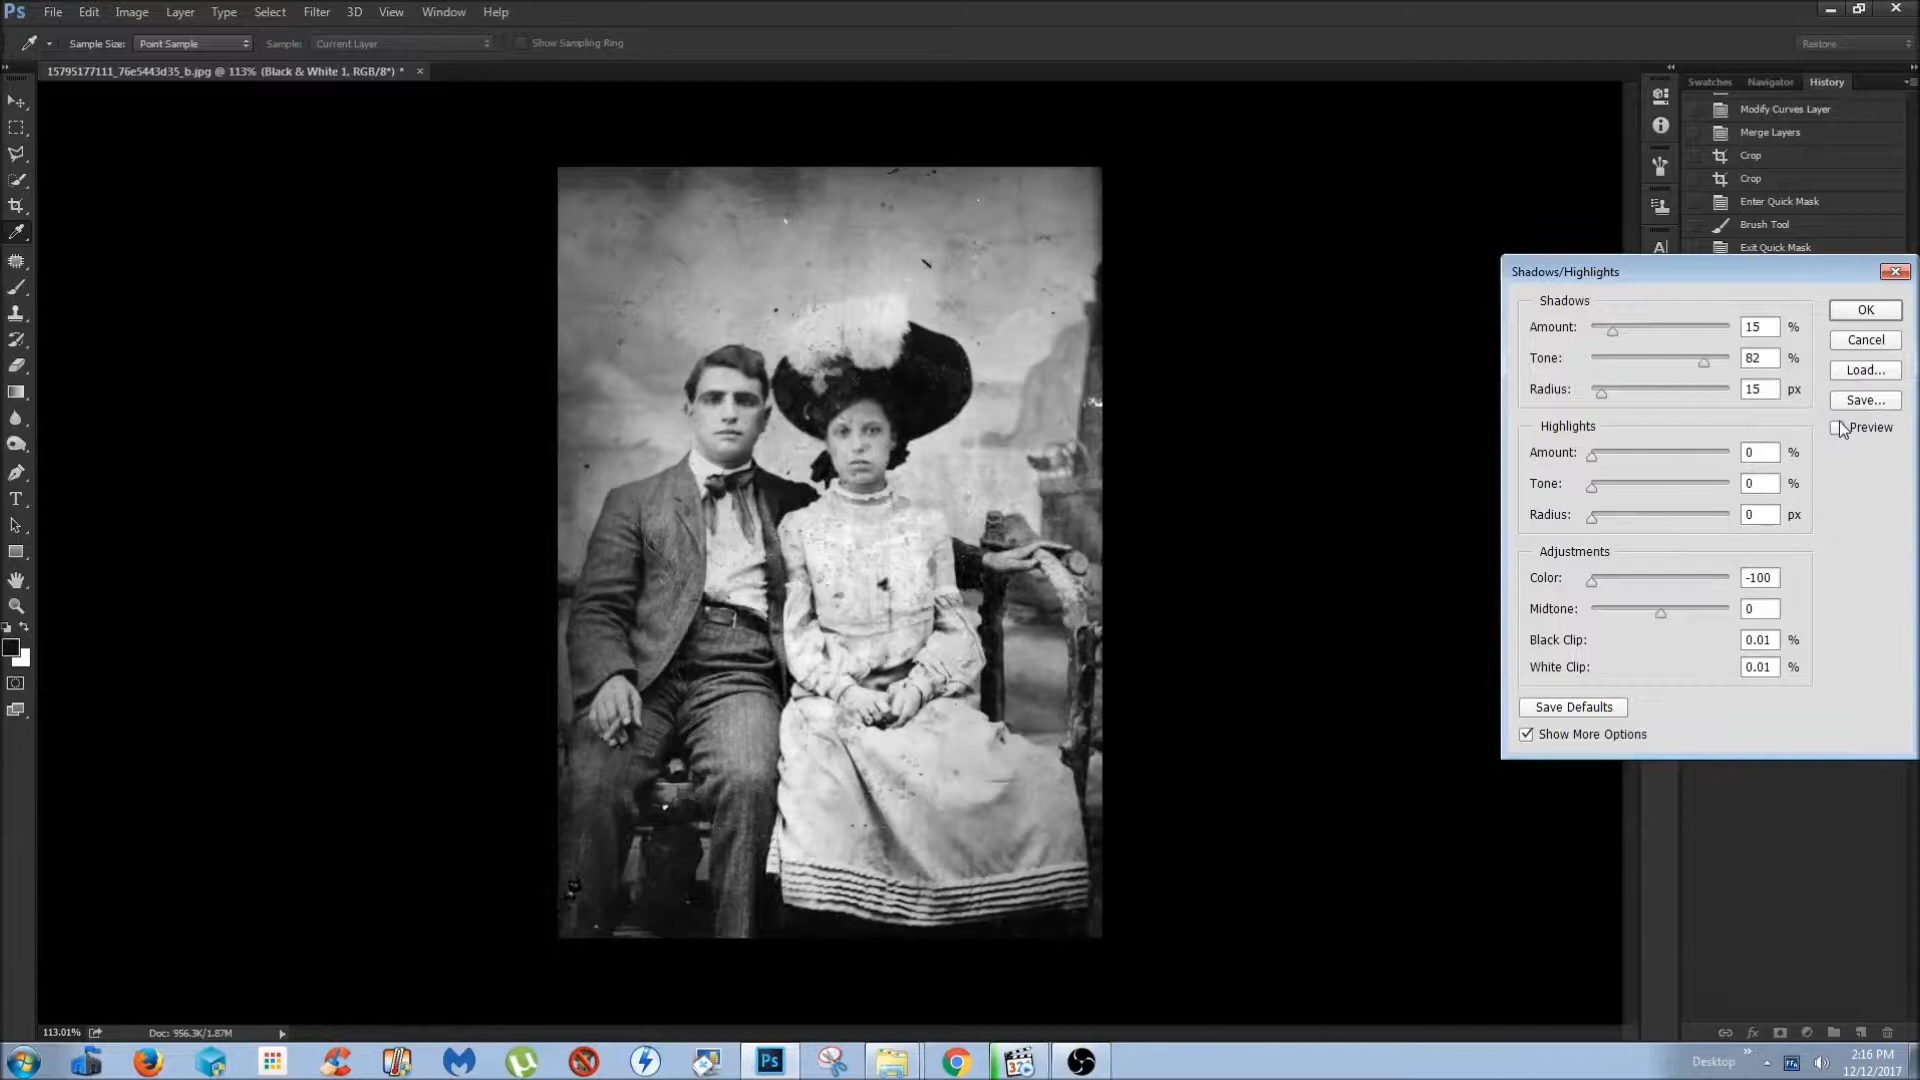 Ps File Edit Image Layer Type Select Filter 3D View Window Help
Sample Size: Point Sample Sample: Current Layer Show Sampling Ring Restore
15795177111_76e5443d35_b.jpg @ 113% (Black & White 1, RGB/8*) * ×
Swatches Navigator History
Modify Curves Layer
Merge Layers
Crop
Crop
Enter Quick Mask
Brush Tool
Exit Quick Mask
Shadows/Highlights
Shadows
Amount: 15 %
Tone: 82 %
Radius: 15 px
Highlights
Amount: 0 %
Tone: 0 %
Radius: 0 px
Adjustments
Color: -100
Midtone: 0
Black Clip: 0.01 %
White Clip: 0.01 %
Save Defaults
Show More Options
OK
Cancel
Load...
Save...
Preview
113.01% Doc: 956.3K/1.87M
Ps
Desktop
2:16 PM
12/12/2017